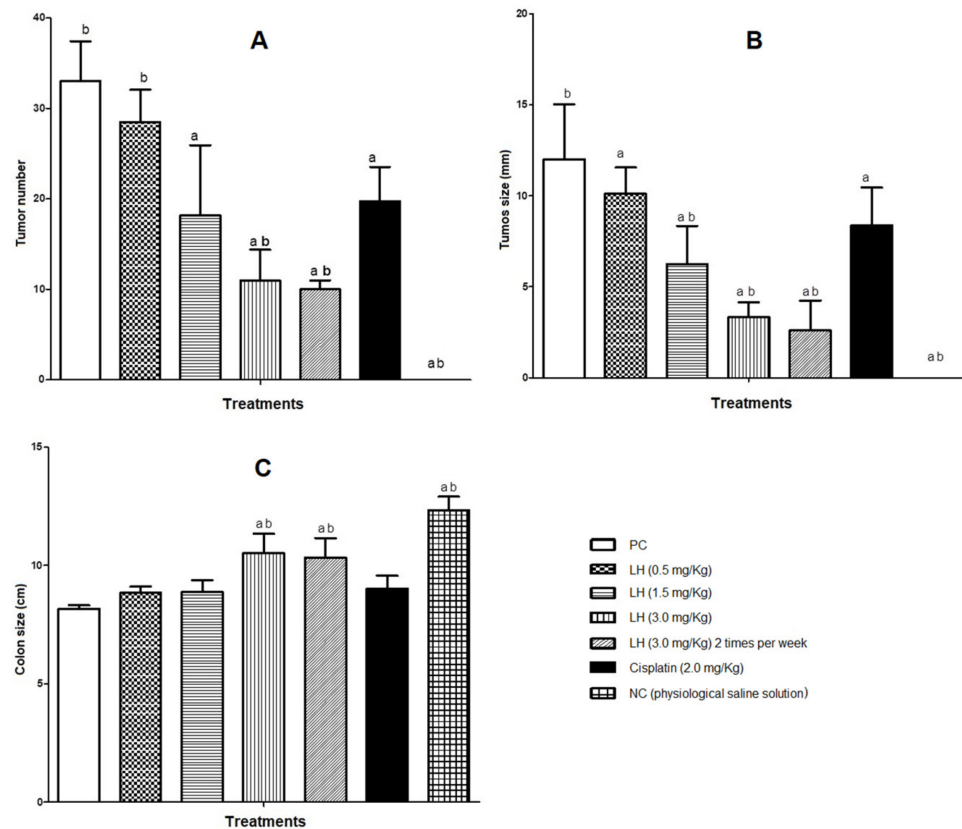 A
Tumor number
40
30
20
10
0
b
b
a
a b
a b
a
a b
Treatments
B
Tumos size (mm)
20
15
10
5
0
b
a
a b
a b
a b
a
a b
Treatments
C
Colon size (cm)
15
10
5
0
a b
a b
a b
Treatments
PC
LH (0.5 mg/Kg)
LH (1.5 mg/Kg)
LH (3.0 mg/Kg)
LH (3.0 mg/Kg) 2 times per week
Cisplatin (2.0 mg/Kg)
NC (physiological saline solution)